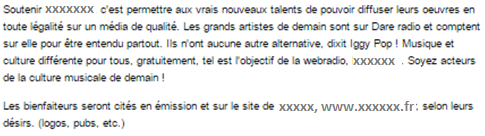 Soutenir xxxxxxx c'est permettre aux vrais nouveaux talents de pouvoir diffuser leurs oeuvres en
toute légalité sur un média de qualité. Les grands artistes de demain sont sur Dare radio et comptent
sur elle pour être entendu partout. Ils n'ont aucune autre alternative, dixit Iggy Pop ! Musique et
culture différente pour tous, gratuitement, tel est l'objectif de la webradio, xxxxxx . Soyez acteurs
de la culture musicale de demain !
Les bienfaiteurs seront cités en émission et sur le site de xxxxx, www.xxxxxx.fr: selon leurs
désirs. (logos, pubs, etc.)